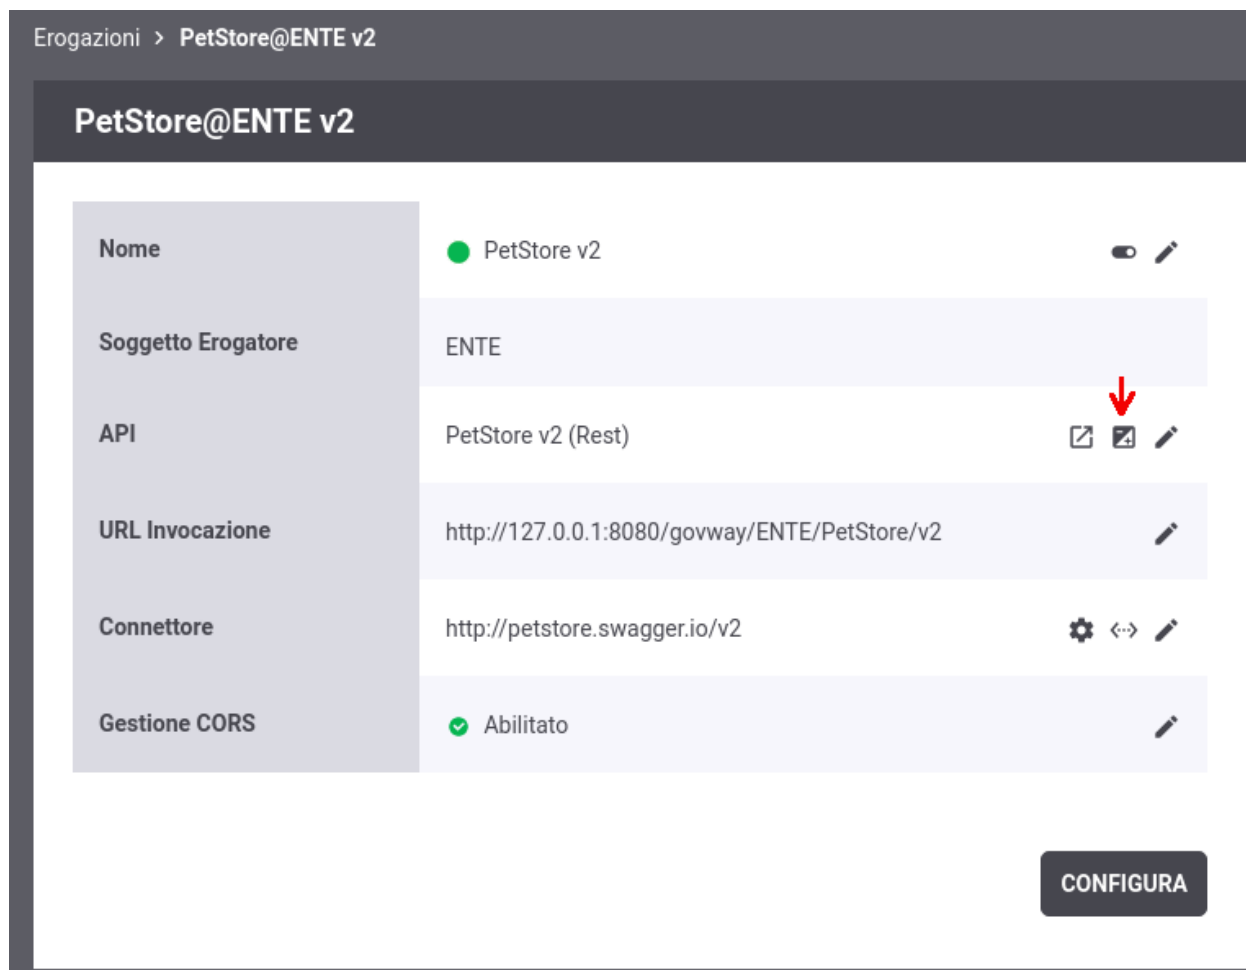 Erogazioni > PetStore@ENTE v2
PetStore@ENTE v2
Nome PetStore v2
Soggetto Erogatore ENTE
API PetStore v2 (Rest)
URL Invocazione http://127.0.0.1:8080/govway/ENTE/PetStore/v2
Connettore http://petstore.swagger.io/v2
Gestione CORS Abilitato
CONFIGURA